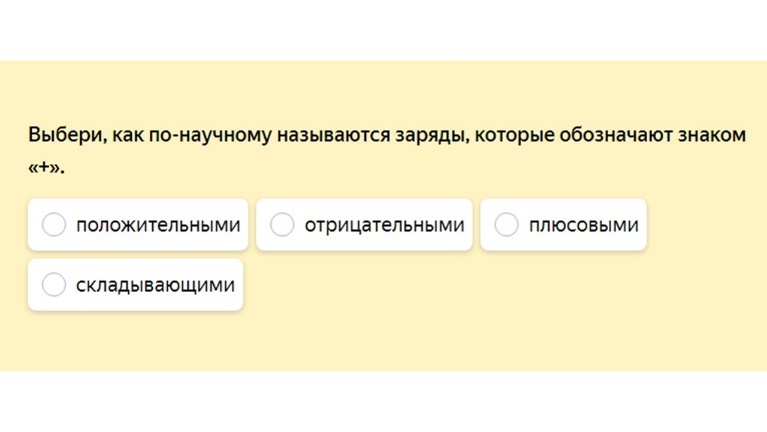 Выбери, как по-научному называются заряды, которые обозначают знаком
«+».
положительными отрицательными плюсовыми
складывающими